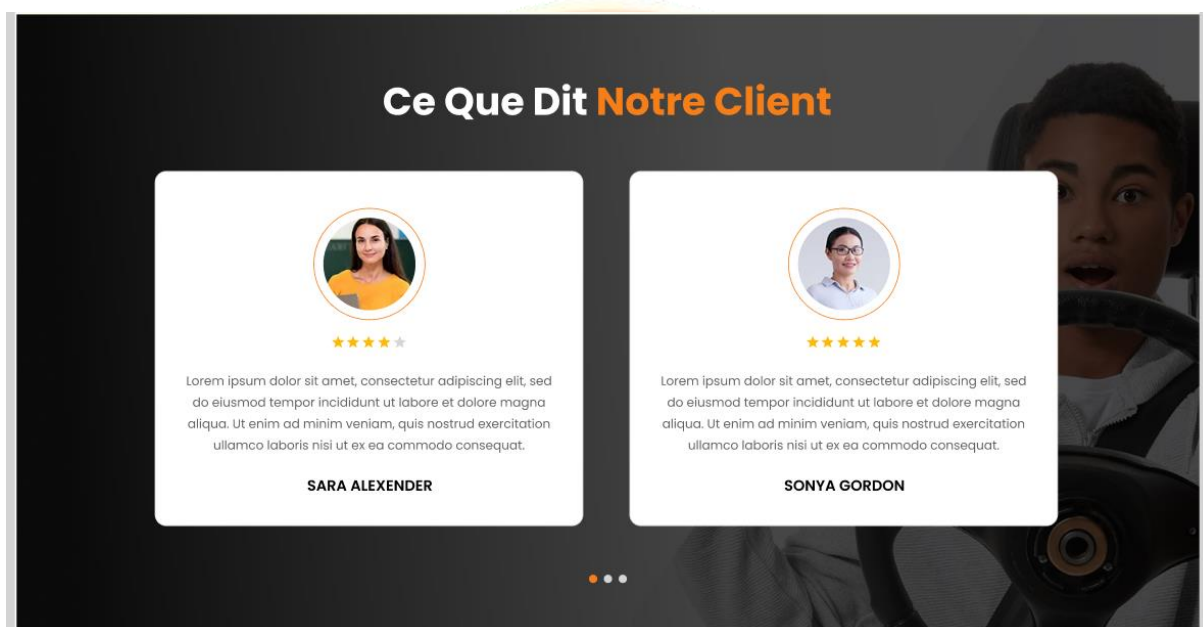 Ce Que Dit Notre Client
Lorem ipsum dolor sit amet, consectetur adipiscing elit, sed
do eiusmod tempor incididunt ut labore et dolore magna
aliqua. Ut enim ad minim veniam, quis nostrud exercitation
ullamco laboris nisi ut ex ea commodo consequat.
SARA ALEXENDER
Lorem ipsum dolor sit amet, consectetur adipiscing elit, sed
do eiusmod tempor incididunt ut labore et dolore magna
aliqua. Ut enim ad minim veniam, quis nostrud exercitation
ullamco laboris nisi ut ex ea commodo consequat.
SONYA GORDON